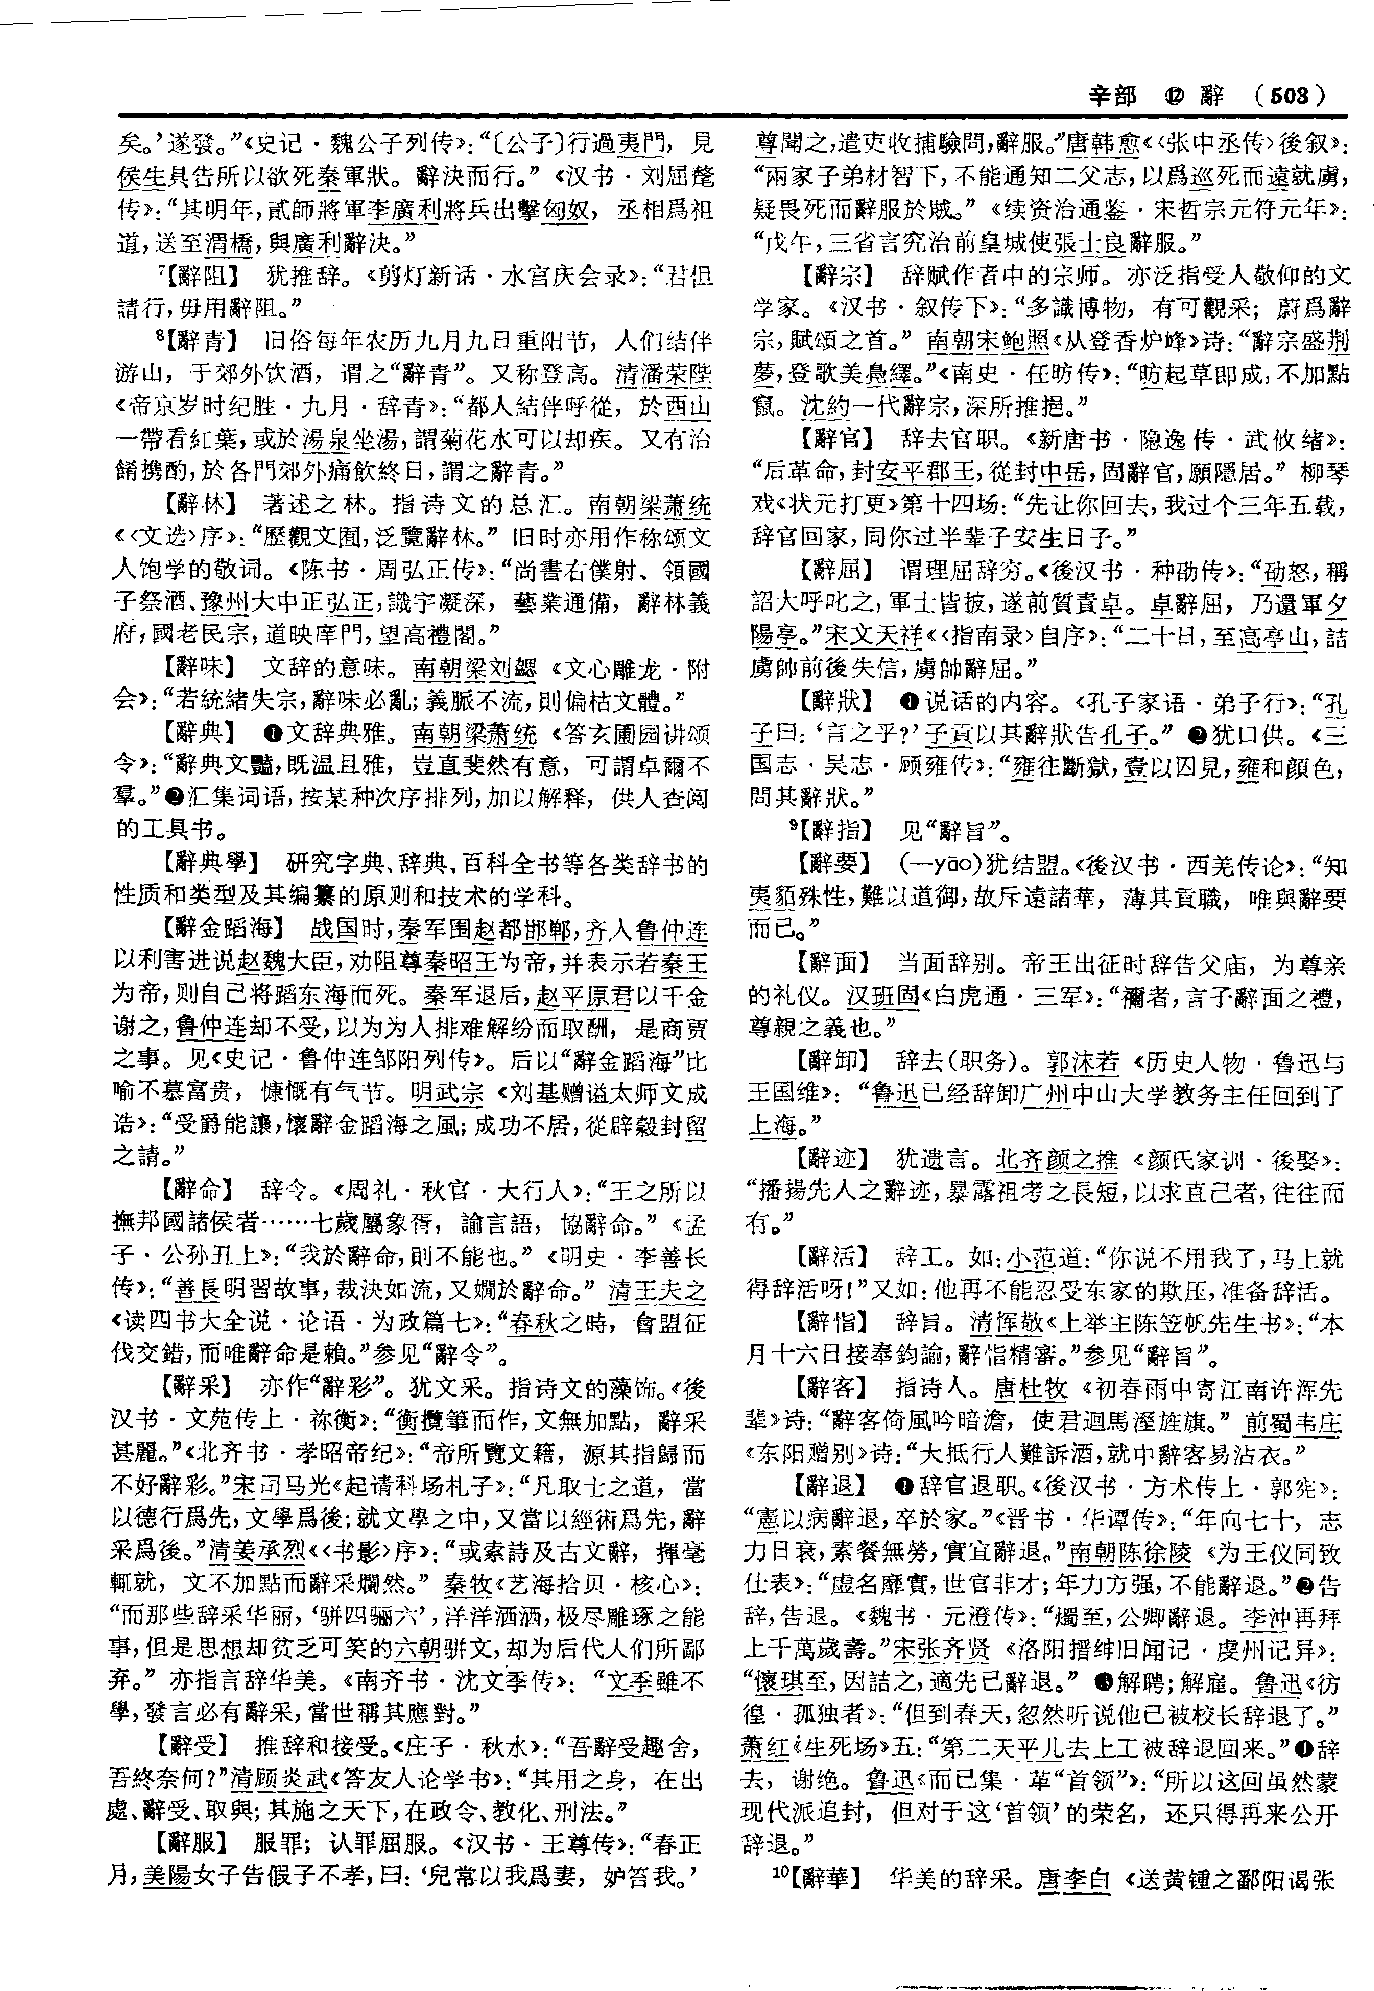 辛部 ⑫ 辭 （503）
矣。’遂發。”《史记·魏公子列传》：“〔公子〕行過夷門，見
侯生具告所以欲死秦軍狀。辭決而行。”《汉书·刘屈氂
传》：“其明年，貳師將軍李廣利將兵出擊匈奴，丞相爲祖
道，送至渭橋，與廣利辭決。”
7【辭阻】 犹推辞。《剪灯新话·水宫庆会录》：“君但
請行，毋用辭阻。”
8【辭青】 旧俗每年农历九月九日重阳节，人们结伴
游山，于郊外饮酒，谓之“辭青”。又称登高。清潘荣陛
《帝京岁时纪胜·九月·辞青》：“都人結伴呼從，於西山
一帶看紅葉，或於湯泉坐湯，謂菊花水可以却疾。又有治
餚携酌，於各門郊外痛飲終日，謂之辭青。”
【辭林】 著述之林。指诗文的总汇。南朝梁萧统
《〈文选〉序》：“歷觀文囿，泛覽辭林。”旧时亦用作称颂文
人饱学的敬词。《陈书·周弘正传》：“尚書右僕射、領國
子祭酒、豫州大中正弘正，識宇凝深，藝業通備，辭林義
府，國老民宗，道映庠門，望高禮閣。”
【辭味】 文辞的意味。南朝梁刘勰《文心雕龙·附
会》：“若統緒失宗，辭味必亂；義脈不流，則偏枯文體。”
【辭典】 ❶文辞典雅。南朝梁萧统《答玄圃园讲颂
令》：“辭典文豔，既温且雅，豈直斐然有意，可謂卓爾不
羣。”❷汇集词语，按某种次序排列，加以解释，供人查阅
的工具书。
【辭典學】 研究字典、辞典、百科全书等各类辞书的
性质和类型及其编纂的原则和技术的学科。
【辭金蹈海】 战国时，秦军围赵都邯郸，齐人鲁仲连
以利害进说赵魏大臣，劝阻尊秦昭王为帝，并表示若秦王
为帝，则自己将蹈东海而死。秦军退后，赵平原君以千金
谢之，鲁仲连却不受，以为为人排难解纷而取酬，是商贾
之事。见《史记·鲁仲连邹阳列传》。后以“辭金蹈海”比
喻不慕富贵，慷慨有气节。明武宗《刘基赠谥太师文成
诰》：“受爵能讓，懷辭金蹈海之風；成功不居，從辟穀封留
之請。”
【辭命】 辞令。《周礼·秋官·大行人》：“王之所以
撫邦國諸侯者……七歲屬象胥，諭言語，協辭命。”《孟
子·公孙丑上》：“我於辭命，則不能也。”《明史·李善长
传》：“善長明習故事，裁決如流，又嫻於辭命。”清王夫之
《读四书大全说·论语·为政篇七》：“春秋之時，會盟征
伐交錯，而唯辭命是賴。”参见“辭令”。
【辭采】 亦作“辭彩”。犹文采。指诗文的藻饰。《後
汉书·文苑传上·祢衡》：“衡攬筆而作，文無加點，辭采
甚麗。”《北齐书·孝昭帝纪》：“帝所覽文籍，源其指歸而
不好辭彩。”宋司马光《起请科场札子》：“凡取士之道，當
以德行爲先，文學爲後；就文學之中，又當以經術爲先，辭
采爲後。”清姜承烈《〈书影〉序》：“或索詩及古文辭，揮毫
輒就，文不加點而辭采爛然。”秦牧《艺海拾贝·核心》：
“而那些辞采华丽，‘骈四骊六’，洋洋洒洒，极尽雕琢之能
事，但是思想却贫乏可笑的六朝骈文，却为后代人们所鄙
弃。”亦指言辞华美。《南齐书·沈文季传》：“文季雖不
學，發言必有辭采，當世稱其應對。”
【辭受】 推辞和接受。《庄子·秋水》：“吾辭受趣舍，
吾終奈何？”清顾炎武《答友人论学书》：“其用之身，在出
處、辭受、取與；其施之天下，在政令、教化、刑法。”
【辭服】 服罪；认罪屈服。《汉书·王尊传》：“春正
月，美陽女子告假子不孝，曰：‘兒常以我爲妻，妒笞我。’
尊聞之，遣吏收捕驗問，辭服。”唐韩愈《〈张中丞传〉後叙》：
“兩家子弟材智下，不能通知二父志，以爲巡死而遠就虜，
疑畏死而辭服於賊。”《续资治通鉴·宋哲宗元符元年》：
“戊午，三省言究治前皇城使張士良辭服。”
【辭宗】 辞赋作者中的宗师。亦泛指受人敬仰的文
学家。《汉书·叙传下》：“多識博物，有可觀采；蔚爲辭
宗，賦頌之首。”南朝宋鲍照《从登香炉峰》诗：“辭宗盛荆
夢，登歌美鳧繹。”《南史·任昉传》：“昉起草即成，不加點
竄。沈約一代辭宗，深所推挹。”
【辭官】 辞去官职。《新唐书·隐逸传·武攸绪》：
“后革命，封安平郡王，從封中岳，固辭官，願隱居。”柳琴
戏《状元打更》第十四场：“先让你回去，我过个三年五载，
辞官回家，同你过半辈子安生日子。”
【辭屈】 谓理屈辞穷。《後汉书·种劭传》：“劭怒，稱
詔大呼叱之，軍士皆披，遂前質責卓。卓辭屈，乃還軍夕
陽亭。”宋文天祥《〈指南录〉自序》：“二十日，至高亭山，詰
虜帥前後失信，虜帥辭屈。”
【辭狀】 ❶说话的内容。《孔子家语·弟子行》：“孔
子曰：‘言之乎？’子貢以其辭狀告孔子。”❷犹口供。《三
国志·吴志·顾雍传》：“雍往斷獄，壹以囚見，雍和顔色，
問其辭狀。”
9【辭指】 见“辭旨”。
【辭要】 （—yāo）犹结盟。《後汉书·西羌传论》：“知
夷貊殊性，難以道御，故斥遠諸華，薄其貢職，唯與辭要
而已。”
【辭面】 当面辞别。帝王出征时辞告父庙，为尊亲
的礼仪。汉班固《白虎通·三军》：“禰者，言子辭面之禮，
尊親之義也。”
【辭卸】 辞去（职务）。郭沫若《历史人物·鲁迅与
王国维》：“鲁迅已经辞卸广州中山大学教务主任回到了
上海。”
【辭迹】 犹遗言。北齐颜之推《颜氏家训·後娶》：
“播揚先人之辭迹，暴露祖考之長短，以求直己者，往往而
有。”
【辭活】 辞工。如：小范道：“你说不用我了，马上就
得辞活呀！”又如：他再不能忍受东家的欺压，准备辞活。
【辭恉】 辞旨。清恽敬《上举主陈笠帆先生书》：“本
月十六日接奉鈞諭，辭恉精審。”参见“辭旨”。
【辭客】 指诗人。唐杜牧《初春雨中寄江南许浑先
辈》诗：“辭客倚風吟暗澹，使君迴馬溼旌旗。”前蜀韦庄
《东阳赠别》诗：“大抵行人難訴酒，就中辭客易沾衣。”
【辭退】 ❶辞官退职。《後汉书·方术传上·郭宪》：
“憲以病辭退，卒於家。”《晋书·华谭传》：“年向七十，志
力日衰，素餐無勞，實宜辭退。”南朝陈徐陵《为王仪同致
仕表》：“虚名靡實，世官非才；年力方强，不能辭退。”❷告
辞，告退。《魏书·元澄传》：“燭至，公卿辭退。李沖再拜
上千萬歲壽。”宋张齐贤《洛阳搢绅旧闻记·虔州记异》：
“懷琪至，因詰之，適先已辭退。”❸解聘；解雇。鲁迅《彷
徨·孤独者》：“但到春天，忽然听说他已被校长辞退了。”
萧红《生死场》五：“第二天平儿去上工被辞退回来。”❹辞
去，谢绝。鲁迅《而已集·革“首领”》：“所以这回虽然蒙
现代派追封，但对于这‘首领’的荣名，还只得再来公开
辞退。”
10【辭華】 华美的辞采。唐李白《送黄锺之鄱阳谒张